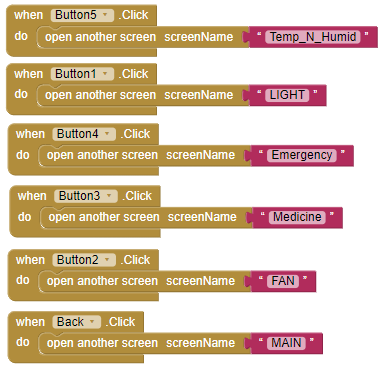 when Button5 .Click
do open another screen screenName " Temp_N_Humid "
when Button1 .Click
do open another screen screenName " LIGHT "
when Button4 .Click
do open another screen screenName " Emergency "
when Button3 .Click
do open another screen screenName " Medicine "
when Button2 .Click
do open another screen screenName " FAN "
when Back .Click
do open another screen screenName " MAIN "